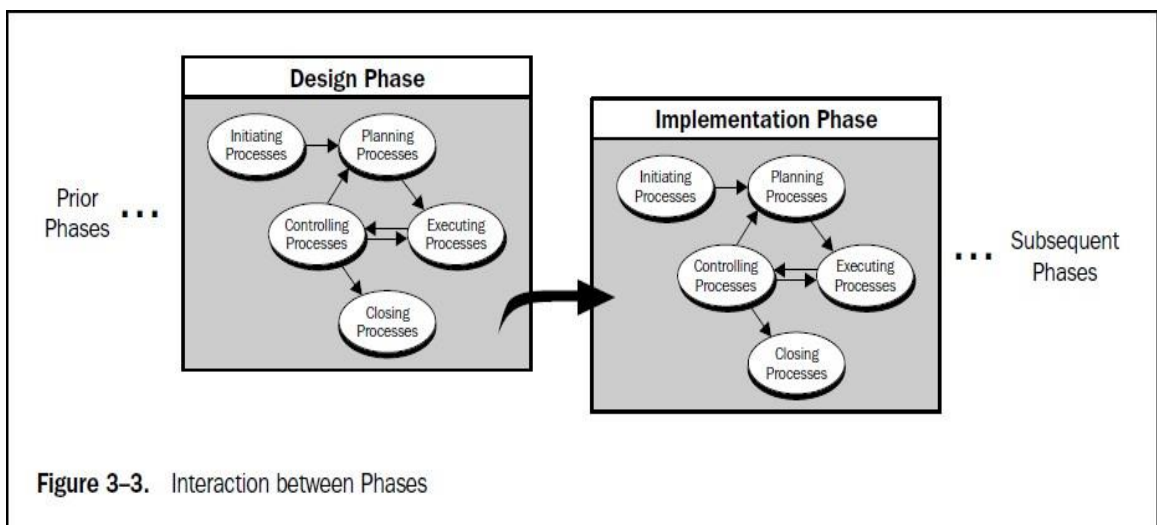 Prior
Phases
...
Design Phase
Initiating
Processes
Planning
Processes
Controlling
Processes
Executing
Processes
Closing
Processes
Implementation Phase
Initiating
Processes
Planning
Processes
Controlling
Processes
Executing
Processes
Closing
Processes
...
Subsequent
Phases
Figure 3–3. Interaction between Phases